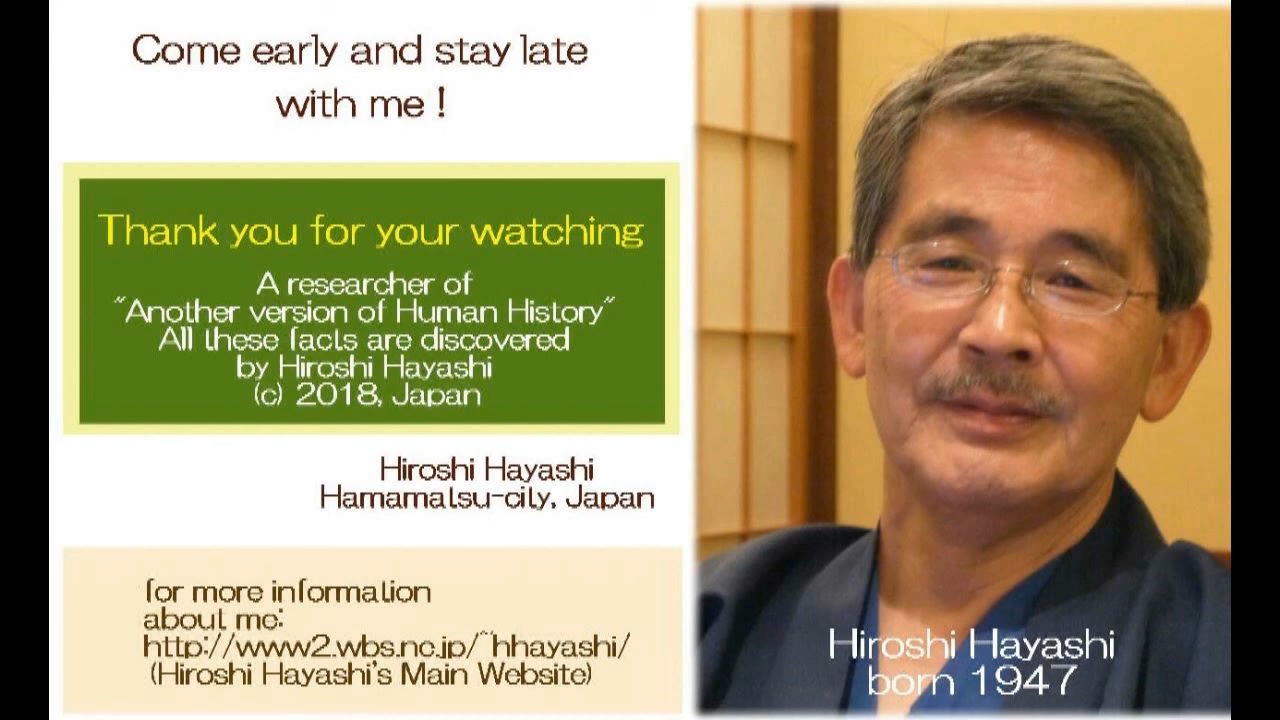 Come early and stay late
with me !
Thank you for your watching
A researcher of
"Another version of Human History"
All these facts are discovered
by Hiroshi Hayashi
(c) 2018, Japan
Hiroshi Hayashi
Hamamatsu-city, Japan
for more information
about me:
http://www2.wbs.ne.jp/~hhayashi/
(Hiroshi Hayashi's Main Website)
Hiroshi Hayashi
born 1947